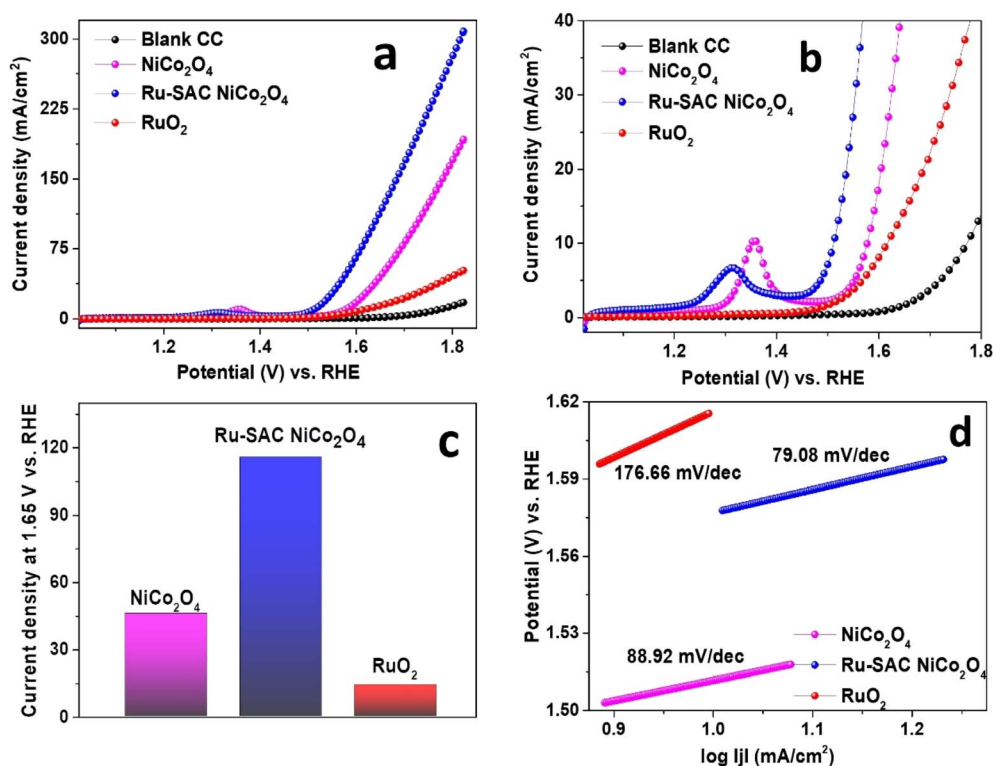 a
Current density (mA/cm²)
300
225
150
75
0
Blank CC
NiCo₂O₄
Ru-SAC NiCo₂O₄
RuO₂
1.2 1.4 1.6 1.8
Potential (V) vs. RHE
b
Current density (mA/cm²)
40
30
20
10
0
Blank CC
NiCo₂O₄
Ru-SAC NiCo₂O₄
RuO₂
1.2 1.4 1.6 1.8
Potential (V) vs. RHE
c
Current density at 1.65 V vs. RHE
120
90
60
30
0
NiCo₂O₄
Ru-SAC NiCo₂O₄
RuO₂
d
Potential (V) vs. RHE
1.62
1.59
1.56
1.53
1.50
176.66 mV/dec
79.08 mV/dec
88.92 mV/dec
NiCo₂O₄
Ru-SAC NiCo₂O₄
RuO₂
0.9 1.0 1.1 1.2
log IjI (mA/cm²)